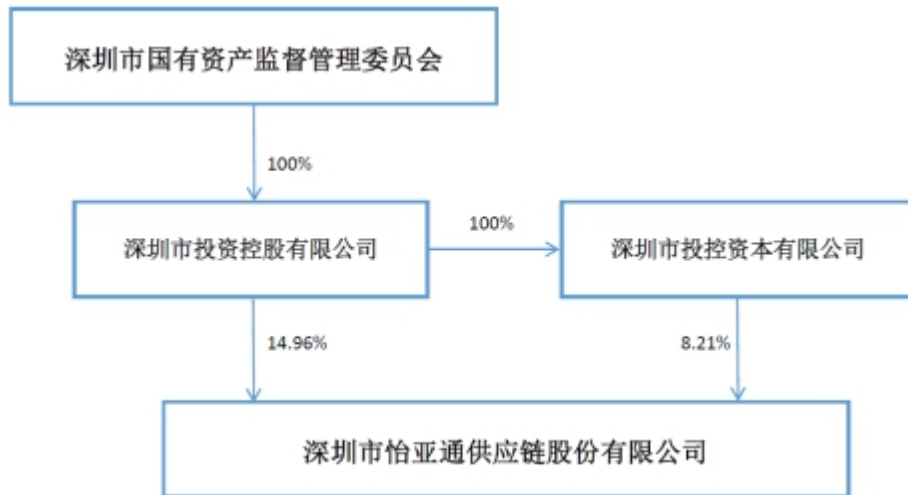 深圳市国有资产监督管理委员会
100%
深圳市投资控股有限公司
100%
深圳市投控资本有限公司
14.96%
8.21%
深圳市怡亚通供应链股份有限公司